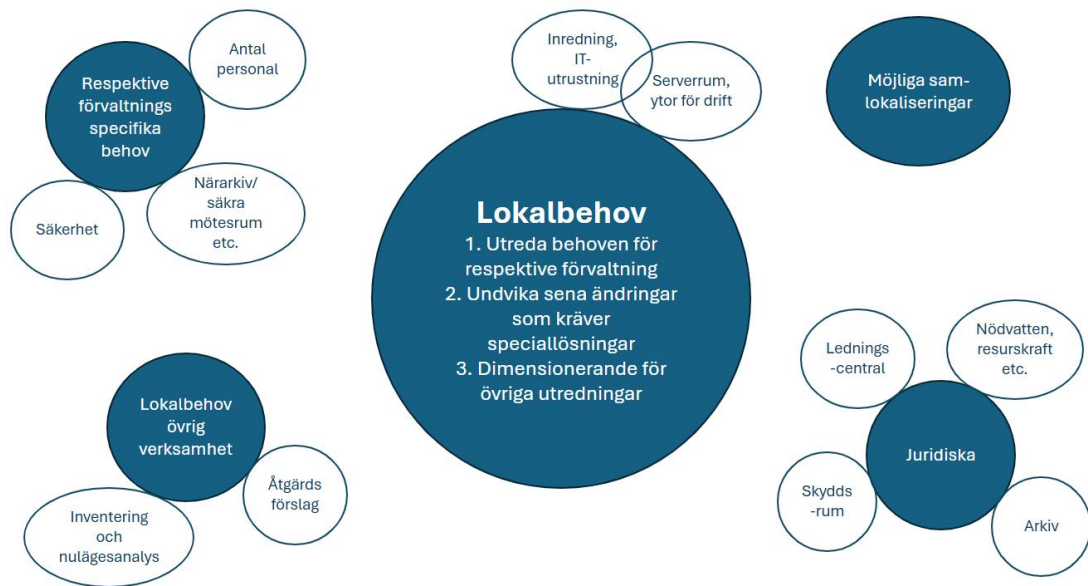 Respektive
förvaltnings
specifika
behov
Antal
personal
Säkerhet
Närarkiv/
säkra
mötesrum
etc.
Inredning,
IT-
utrustning
Serverrum,
ytor för drift
Möjliga sam-
lokaliseringar
Lokalbehov
1. Utreda behoven för
respektive förvaltning
2. Undvika sena ändringar
som kräver
speciallösningar
3. Dimensionerande för
övriga utredningar
Lokalbehov
övrig
verksamhet
Åtgärds
förslag
Inventering
och
nulägesanalys
Lednings
-central
Nödvatten,
resurskraft
etc.
Juridiska
Skydds
-rum
Arkiv